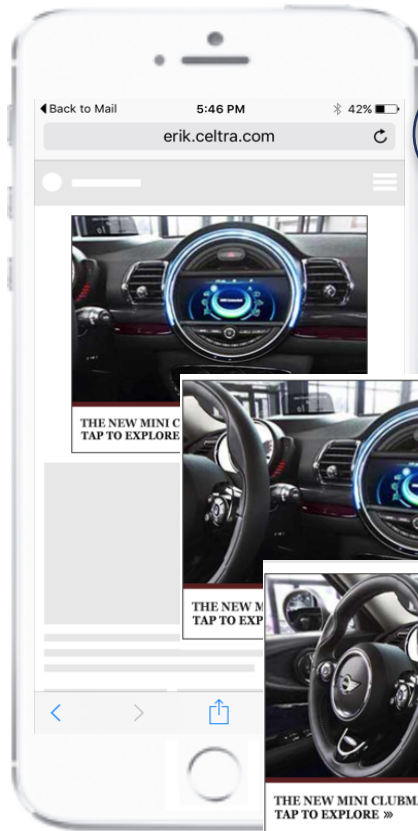 Back to Mail
5:46 PM
42%
erik.celtra.com
THE NEW MINI C
TAP TO EXPLORE
THE NEW M
TAP TO EXP
THE NEW MINI CLUBMA
TAP TO EXPLORE »